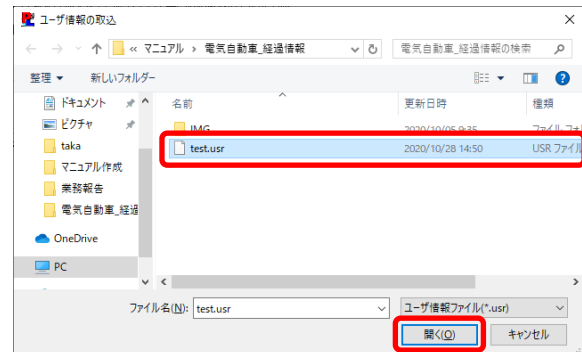 ユーザ情報の取込
« マニュアル › 電気自動車_経過情報
電気自動車_経過情報の検索
整理 新しいフォルダー
名前 更新日時 種類
ドキュメント
ピクチャ
taka
マニュアル作成
業務報告
電気自動車_経過
OneDrive
PC
IMG 2020/10/05 9:35 ファイル フォ
test.usr 2020/10/28 14:50 USR ファイル
ファイル名(N): test.usr
ユーザ情報ファイル(*.usr)
開く(O) キャンセル